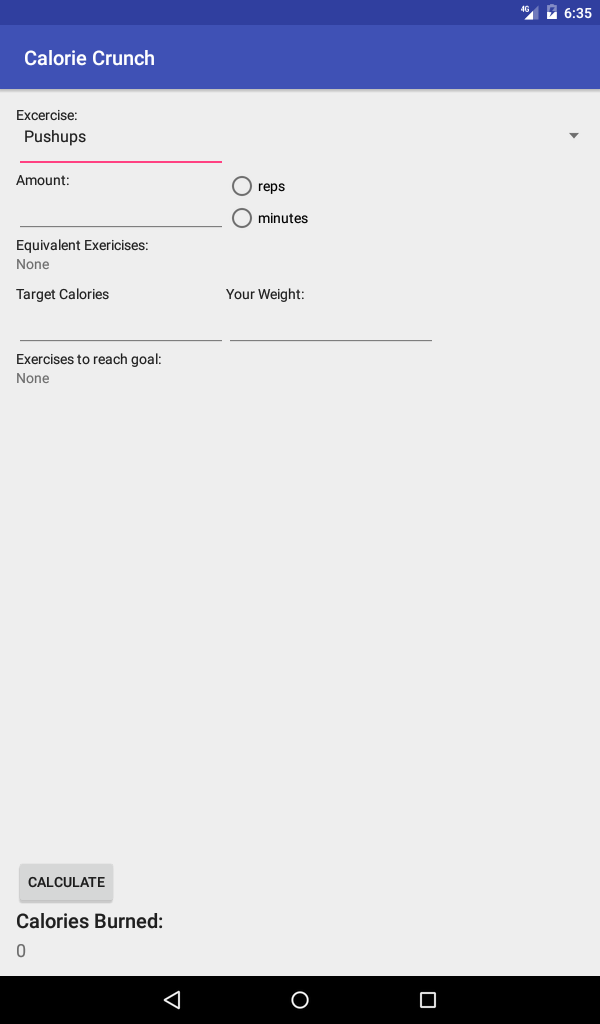 4G 6:35
Calorie Crunch
Excercise:
Pushups
Amount:
reps
minutes
Equivalent Exericises:
None
Target Calories Your Weight:
Exercises to reach goal:
None
CALCULATE
Calories Burned:
0